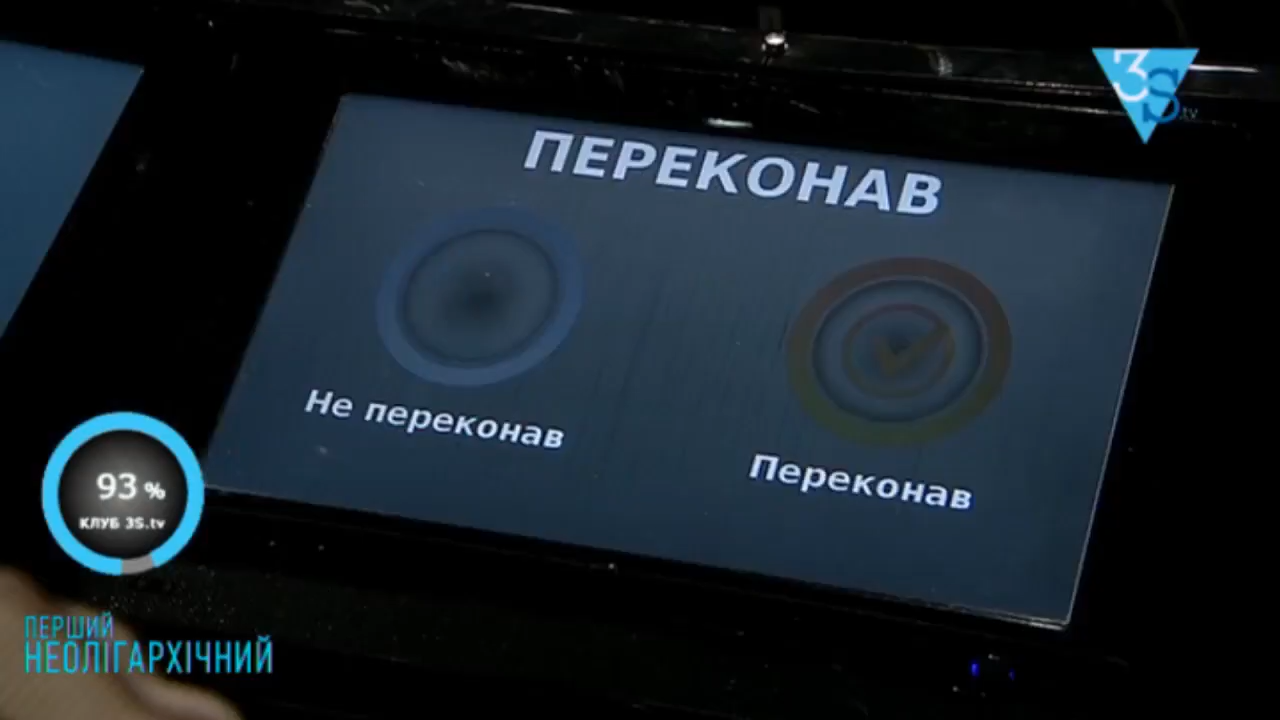 3S.tv
ПЕРЕКОНАВ
Не переконав
Переконав
93 %
КЛУБ 3S.tv
ПЕРШИЙ
НЕОЛІГАРХІЧНИЙ